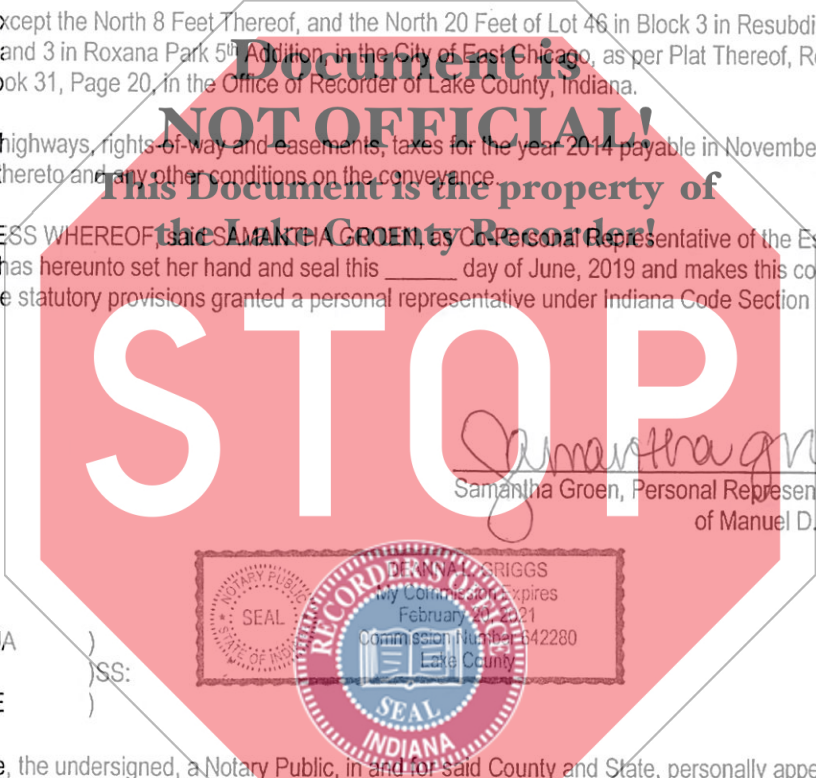 xcept the North 8 Feet Thereof, and the North 20 Feet of Lot 46 in Block 3 in Resubdi
and 3 in Roxana Park 5th Addition, in the City of East Chicago, as per Plat Thereof, Re
ok 31, Page 20, in the Office of Recorder of Lake County, Indiana.
Document is
NOT OFFICIAL!
highways, rights-of-way and easements, taxes for the year 2014 payable in November
thereto and any other conditions on the conveyance.
This Document is the property of
the Lake County Recorder!
ESS WHEREOF, said SAMANTHA GROEN, as Co-Personal Representative of the Es
has hereunto set her hand and seal this ______ day of June, 2019 and makes this co
e statutory provisions granted a personal representative under Indiana Code Section
STOP
Samantha Gr
Samantha Groen, Personal Represen
of Manuel D.
NOTARY PUBLIC
SEAL
STATE OF INDIANA
DEANNA L. GRIGGS
My Commission Expires
February 20, 2021
Commission Number 642280
Lake County
RECORDER'S OFFICE
SEAL
INDIANA
IA )
)SS:
E )
e, the undersigned, a Notary Public, in and for said County and State, personally appe